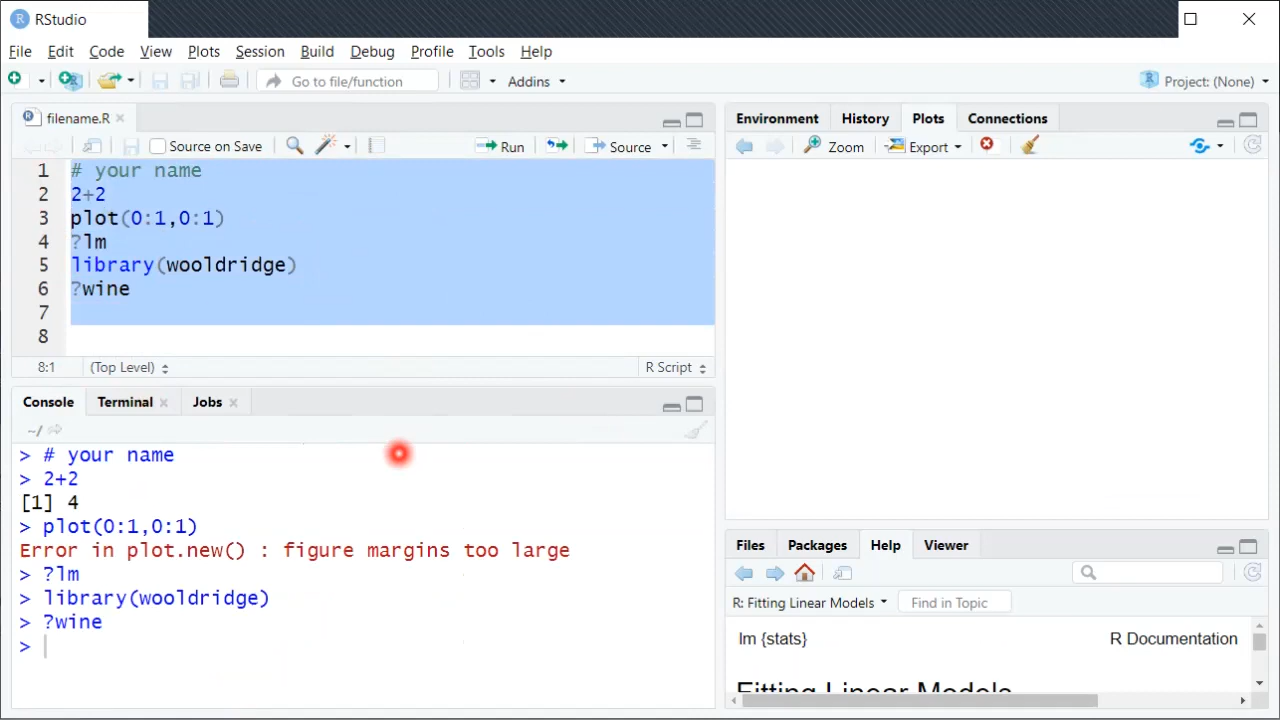 RStudio
File Edit Code View Plots Session Build Debug Profile Tools Help
Go to file/function Addins Project: (None)
filename.R
Source on Save Run Source
1 # your name
2 2+2
3 plot(0:1,0:1)
4 ?lm
5 library(wooldridge)
6 ?wine
7
8
8:1 (Top Level) R Script
Console Terminal Jobs
~/
> # your name
> 2+2
[1] 4
> plot(0:1,0:1)
Error in plot.new() : figure margins too large
> ?lm
> library(wooldridge)
> ?wine
>
Environment History Plots Connections
Zoom Export
Files Packages Help Viewer
R: Fitting Linear Models Find in Topic
lm {stats} R Documentation
Fitting Linear Models